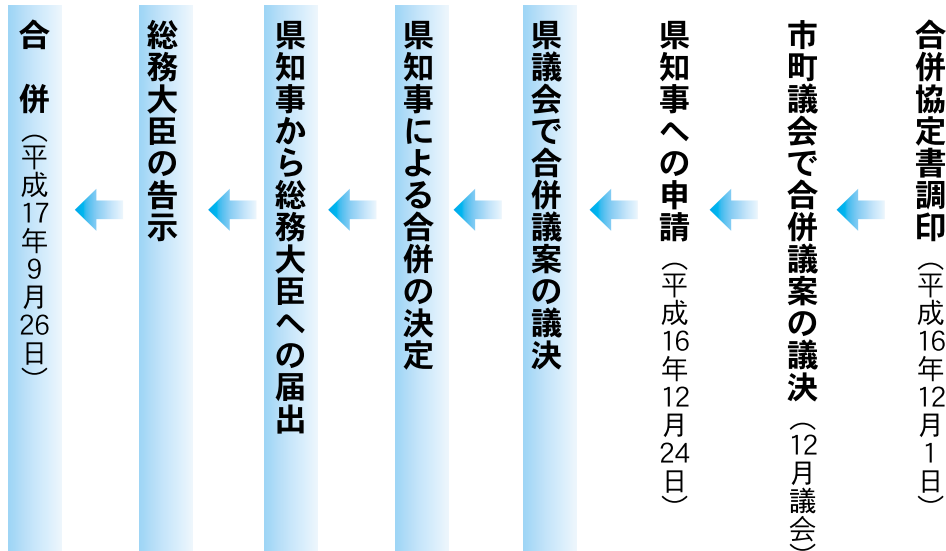 合併協定書調印（平成16年12月1日）
市町議会で合併議案の議決（12月議会）
県知事への申請（平成16年12月24日）
県議会で合併議案の議決
県知事による合併の決定
県知事から総務大臣への届出
総務大臣の告示
合　併（平成17年9月26日）